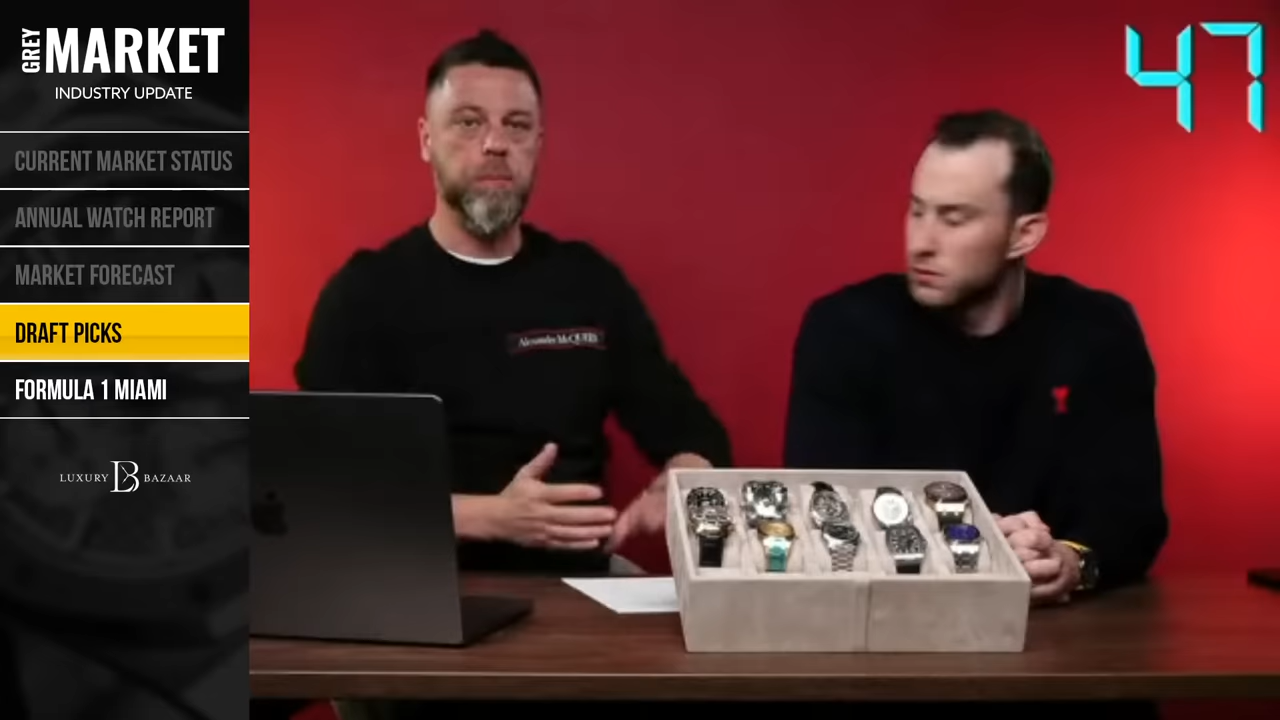 GREY MARKET
INDUSTRY UPDATE
CURRENT MARKET STATUS
ANNUAL WATCH REPORT
MARKET FORECAST
DRAFT PICKS
FORMULA 1 MIAMI
LUXURY LB BAZAAR
47
Alexander McQUEEN